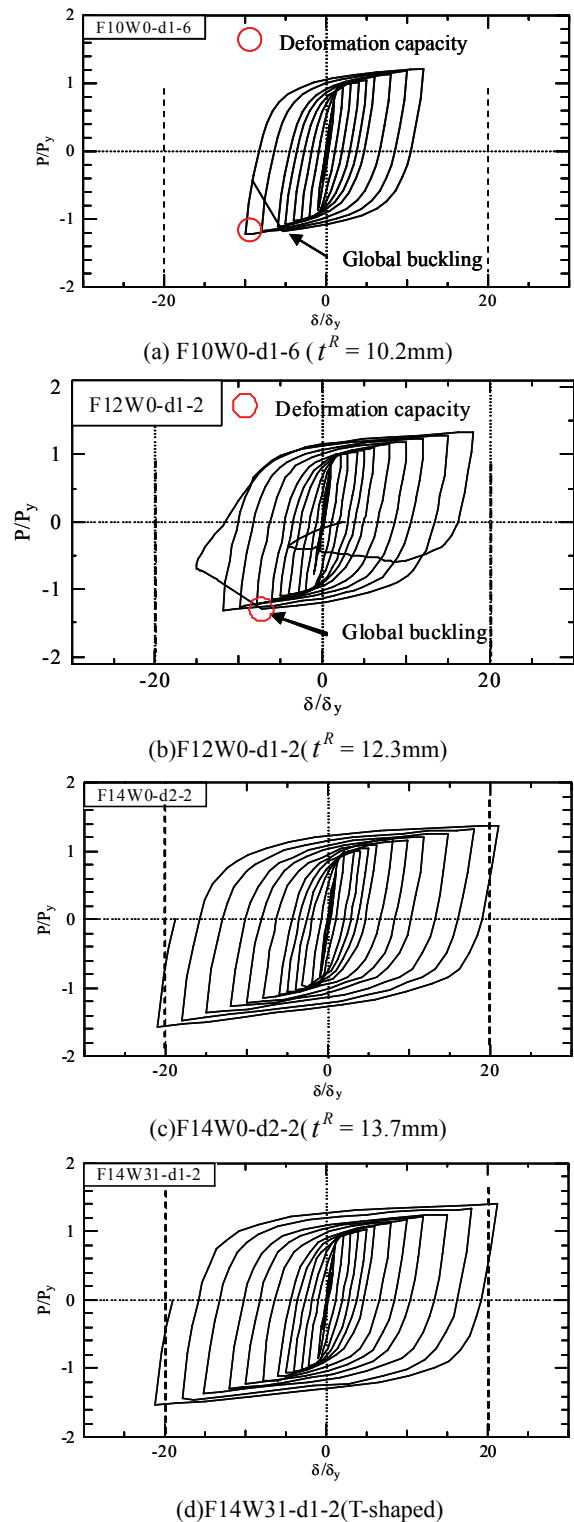 F10W0-d1-6
Deformation capacity
2
1
0
-1
-2
P/Py
Global buckling
-20 0 20
δ/δy
(a) F10W0-d1-6 ( t^R = 10.2mm)
F12W0-d1-2
Deformation capacity
2
1
0
-1
-2
P/Py
Global buckling
-20 0 20
δ/δy
(b)F12W0-d1-2( t^R = 12.3mm)
F14W0-d2-2
2
1
0
-1
-2
P/Py
-20 0 20
δ/δy
(c)F14W0-d2-2( t^R = 13.7mm)
F14W31-d1-2
2
1
0
-1
-2
P/Py
-20 0 20
δ/δy
(d)F14W31-d1-2(T-shaped)